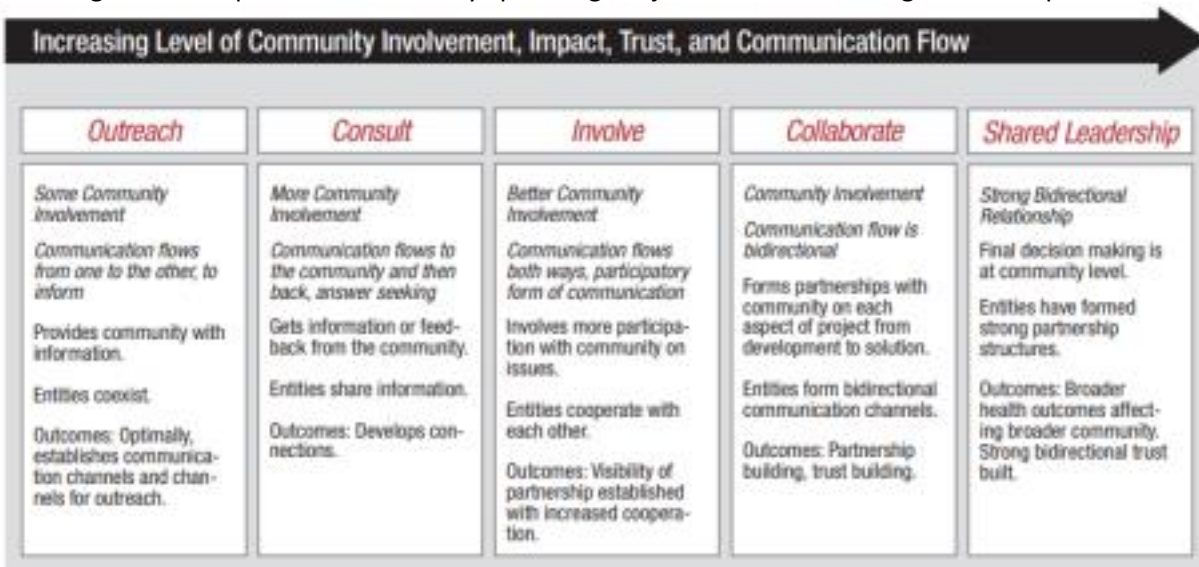 Increasing Level of Community Involvement, Impact, Trust, and Communication Flow
Outreach
Some Community
Involvement
Communication flows
from one to the other, to
inform
Provides community with
information.
Entities coexist.
Outcomes: Optimally,
establishes communica-
tion channels and chan-
nels for outreach.
Consult
More Community
Involvement
Communication flows to
the community and then
back, answer seeking
Gets information or feed-
back from the community.
Entities share information.
Outcomes: Develops con-
nections.
Involve
Better Community
Involvement
Communication flows
both ways, participatory
form of communication
Involves more participa-
tion with community on
issues.
Entities cooperate with
each other.
Outcomes: Visibility of
partnership established
with increased coopera-
tion.
Collaborate
Community Involvement
Communication flow is
bidirectional
Forms partnerships with
community on each
aspect of project from
development to solution.
Entities form bidirectional
communication channels.
Outcomes: Partnership
building, trust building.
Shared Leadership
Strong Bidirectional
Relationship
Final decision making is
at community level.
Entities have formed
strong partnership
structures.
Outcomes: Broader
health outcomes affect-
ing broader community.
Strong bidirectional trust
built.